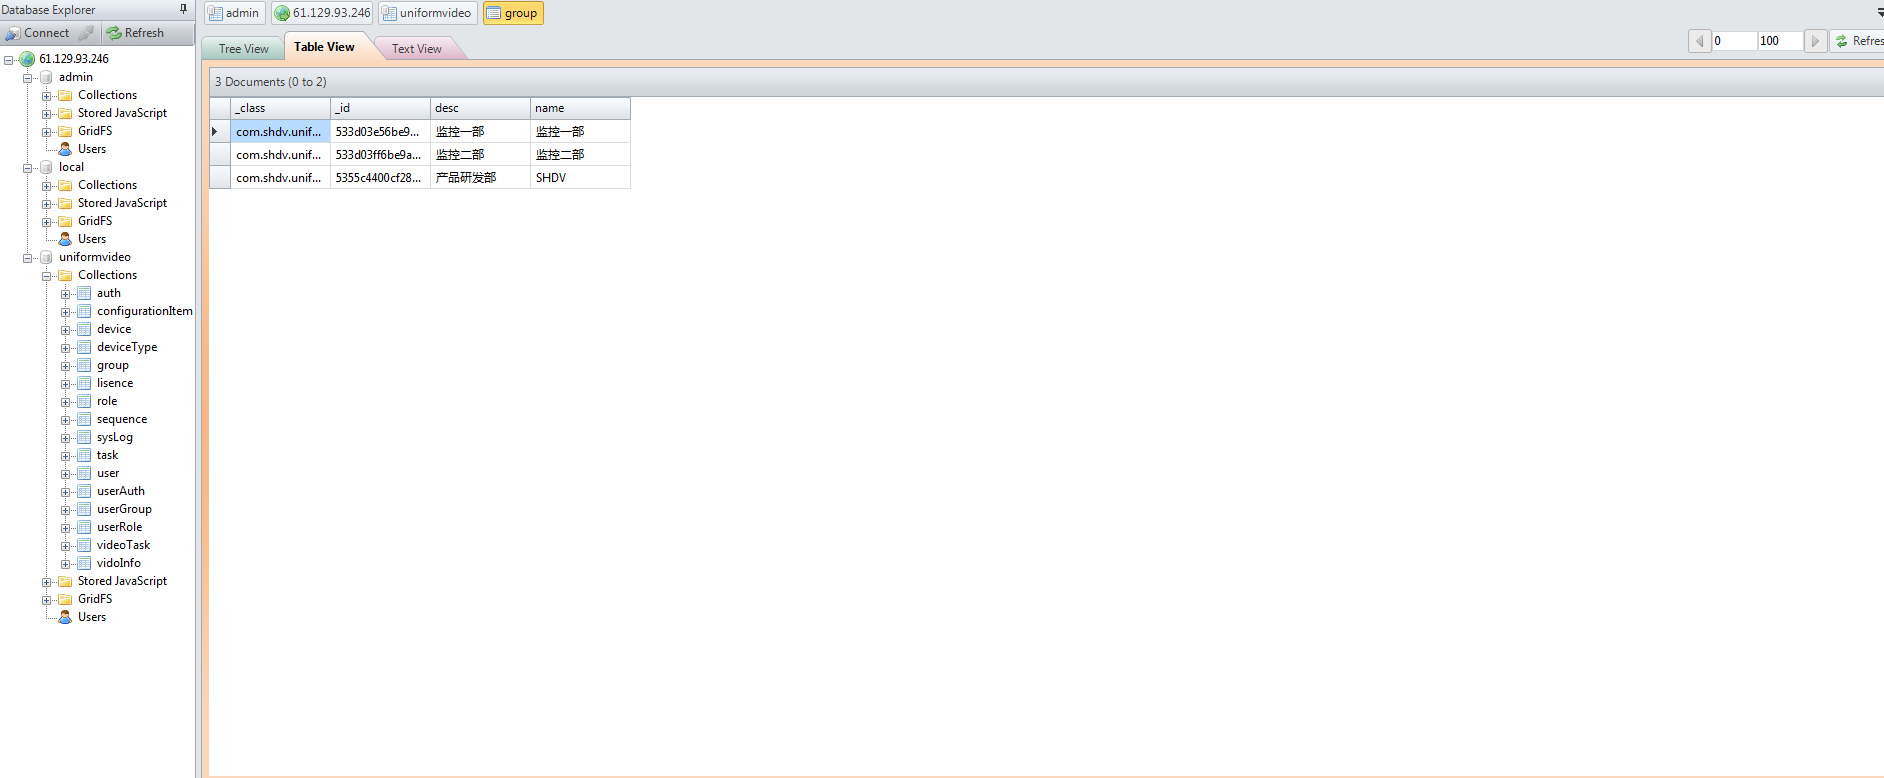 Database Explorer
Connect Refresh
61.129.93.246
admin
Collections
Stored JavaScript
GridFS
Users
local
Collections
Stored JavaScript
GridFS
Users
uniformvideo
Collections
auth
configurationItem
device
deviceType
group
lisence
role
sequence
sysLog
task
user
userAuth
userGroup
userRole
videoTask
vidoInfo
Stored JavaScript
GridFS
Users
admin 61.129.93.246 uniformvideo group
Tree View Table View Text View
0 100 Refres
3 Documents (0 to 2)
_class _id desc name
com.shdv.unif... 533d03e56be9... 监控一部 监控一部
com.shdv.unif... 533d03ff6be9a... 监控二部 监控二部
com.shdv.unif... 5355c4400cf28... 产品研发部 SHDV